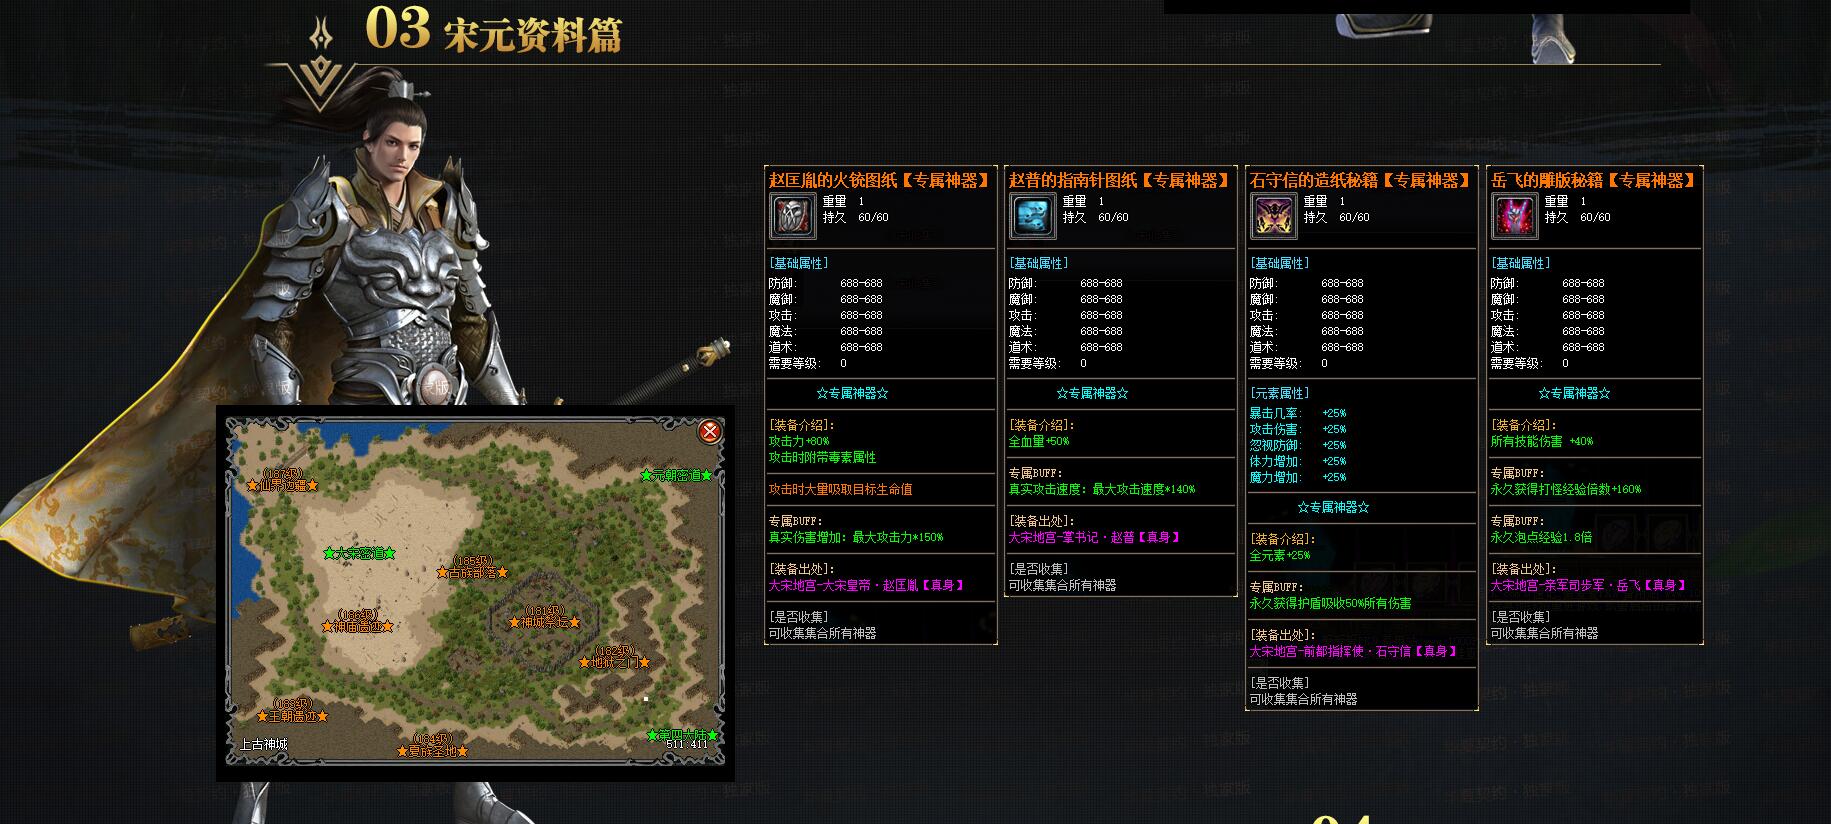 03 宋元资料篇
赵匡胤的火铳图纸【专属神器】
重量 1
持久 60/60
[基础属性]
防御: 688-688
魔御: 688-688
攻击: 688-688
魔法: 688-688
道术: 688-688
需要等级: 0
☆专属神器☆
[装备介绍]:
攻击力+80%
攻击时附带毒素属性
攻击时大量吸取目标生命值
专属BUFF:
真实伤害增加: 最大攻击力*150%
[装备出处]:
大宋地宫-大宋皇帝·赵匡胤【真身】
[是否收集]
可收集集合所有神器
赵普的指南针图纸【专属神器】
重量 1
持久 60/60
[基础属性]
防御: 688-688
魔御: 688-688
攻击: 688-688
魔法: 688-688
道术: 688-688
需要等级: 0
☆专属神器☆
[装备介绍]:
全血量+50%
专属BUFF:
真实攻击速度: 最大攻击速度*140%
[装备出处]:
大宋地宫-掌书记·赵普【真身】
[是否收集]
可收集集合所有神器
石守信的造纸秘籍【专属神器】
重量 1
持久 60/60
[基础属性]
防御: 688-688
魔御: 688-688
攻击: 688-688
魔法: 688-688
道术: 688-688
需要等级: 0
[元素属性]
暴击几率: +25%
攻击伤害: +25%
忽视防御: +25%
体力增加: +25%
魔力增加: +25%
☆专属神器☆
[装备介绍]:
全元素+25%
专属BUFF:
永久获得护盾吸收50%所有伤害
[装备出处]:
大宋地宫-前都指挥使·石守信【真身】
[是否收集]
可收集集合所有神器
岳飞的雕版秘籍【专属神器】
重量 1
持久 60/60
[基础属性]
防御: 688-688
魔御: 688-688
攻击: 688-688
魔法: 688-688
道术: 688-688
需要等级: 0
☆专属神器☆
[装备介绍]:
所有技能伤害 +40%
专属BUFF:
永久获得打怪经验倍数+160%
专属BUFF:
永久泡点经验1.8倍
[装备出处]:
大宋地宫-亲军司步军·岳飞【真身】
[是否收集]
可收集集合所有神器
(187级)
★仙界边疆★
★元朝密道★
★大宋密道★
(185级)
★古族部落★
(186级)
★神庙遗迹★
(181级)
★神城祭坛★
(182级)
★地狱之门★
(183级)
★王朝遗迹★
(184级)
★夏族圣地★
★第四大陆★
上古神城
511:411